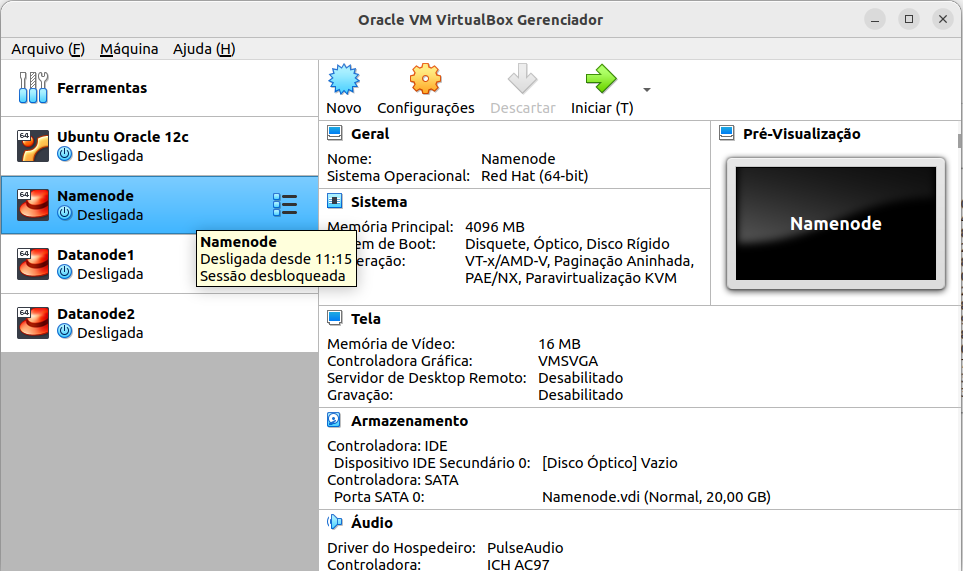 Oracle VM VirtualBox Gerenciador
Arquivo (F) Máquina Ajuda (H)
Ferramentas
Novo Configurações Descartar Iniciar (T)
64
Ubuntu Oracle 12c
Desligada
64
Namenode
Desligada
64
Datanode1
Desligada
64
Datanode2
Desligada
Namenode
Desligada desde 11:15
Sessão desbloqueada
Geral
Nome: Namenode
Sistema Operacional: Red Hat (64-bit)
Pré-Visualização
Namenode
Sistema
Memória Principal: 4096 MB
em de Boot: Disquete, Óptico, Disco Rígido
eração: VT-x/AMD-V, Paginação Aninhada,
PAE/NX, Paravirtualização KVM
Tela
Memória de Vídeo: 16 MB
Controladora Gráfica: VMSVGA
Servidor de Desktop Remoto: Desabilitado
Gravação: Desabilitado
Armazenamento
Controladora: IDE
Dispositivo IDE Secundário 0: [Disco Óptico] Vazio
Controladora: SATA
Porta SATA 0: Namenode.vdi (Normal, 20,00 GB)
Áudio
Driver do Hospedeiro: PulseAudio
Controladora: ICH AC97